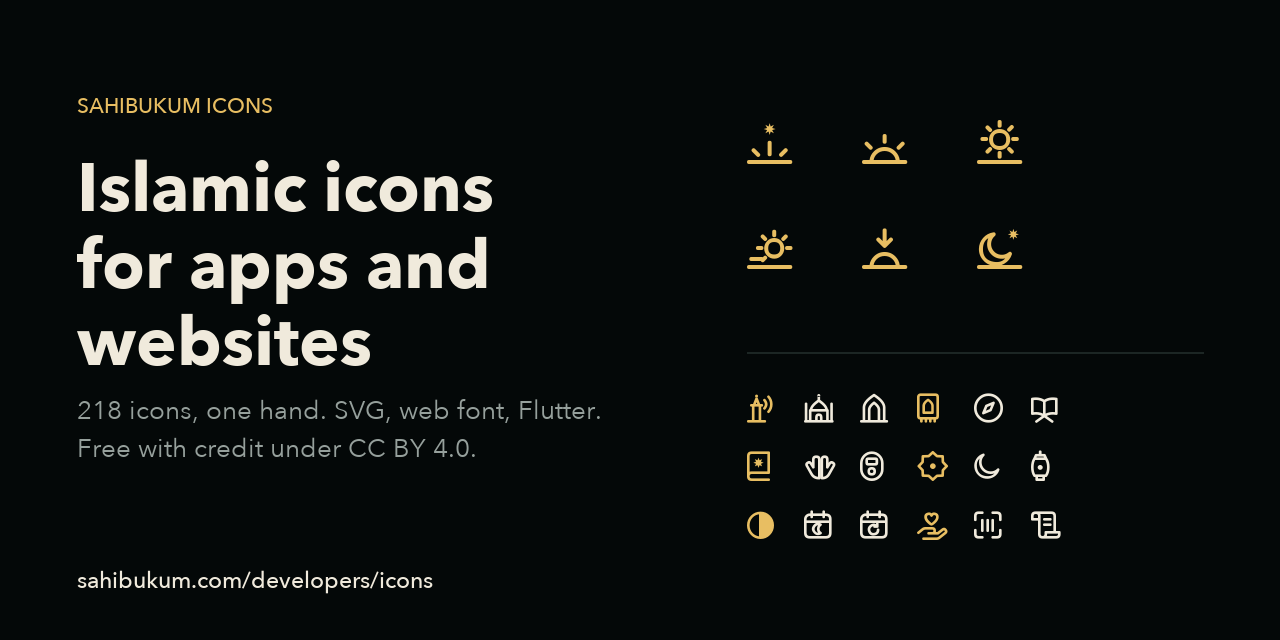 SAHIBUKUM ICONS
Islamic icons
for apps and
websites
218 icons, one hand. SVG, web font, Flutter.
Free with credit under CC BY 4.0.
sahibukum.com/developers/icons